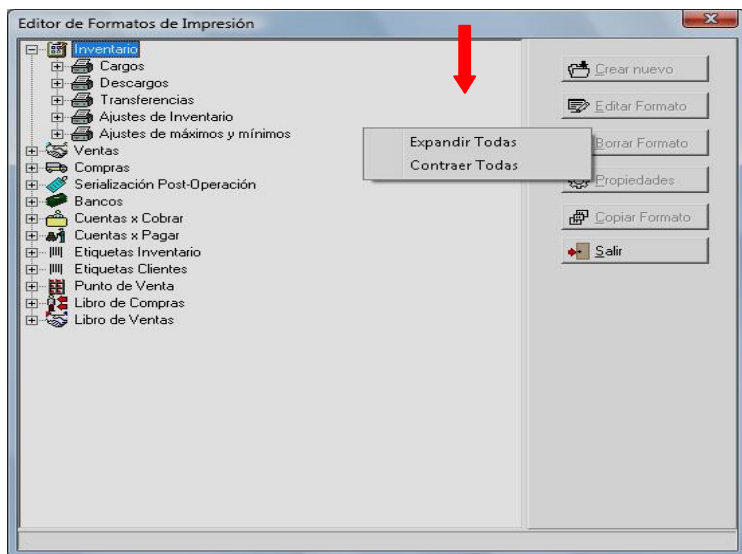 Editor de Formatos de Impresión
Inventario
Cargos
Descargos
Transferencias
Ajustes de Inventario
Ajustes de máximos y mínimos
Ventas
Compras
Serialización Post-Operación
Bancos
Cuentas x Cobrar
Cuentas x Pagar
Etiquetas Inventario
Etiquetas Clientes
Punto de Venta
Libro de Compras
Libro de Ventas
Expandir Todas
Contraer Todas
Crear nuevo
Editar Formato
Borrar Formato
Propiedades
Copiar Formato
Salir